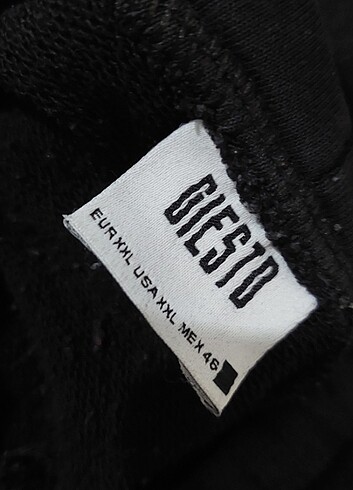 GIESTO
EUR XXL USA XXL MEX 46